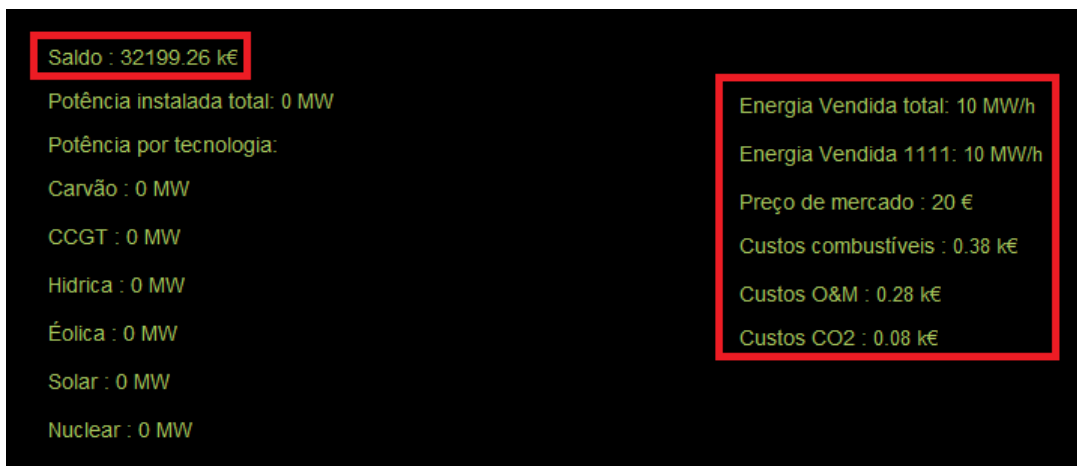 Saldo : 32199.26 k€
Potência instalada total: 0 MW
Potência por tecnologia:
Carvão : 0 MW
CCGT : 0 MW
Hidrica : 0 MW
Éolica : 0 MW
Solar : 0 MW
Nuclear : 0 MW
Energia Vendida total: 10 MW/h
Energia Vendida 1111: 10 MW/h
Preço de mercado : 20 €
Custos combustíveis : 0.38 k€
Custos O&M : 0.28 k€
Custos CO2 : 0.08 k€